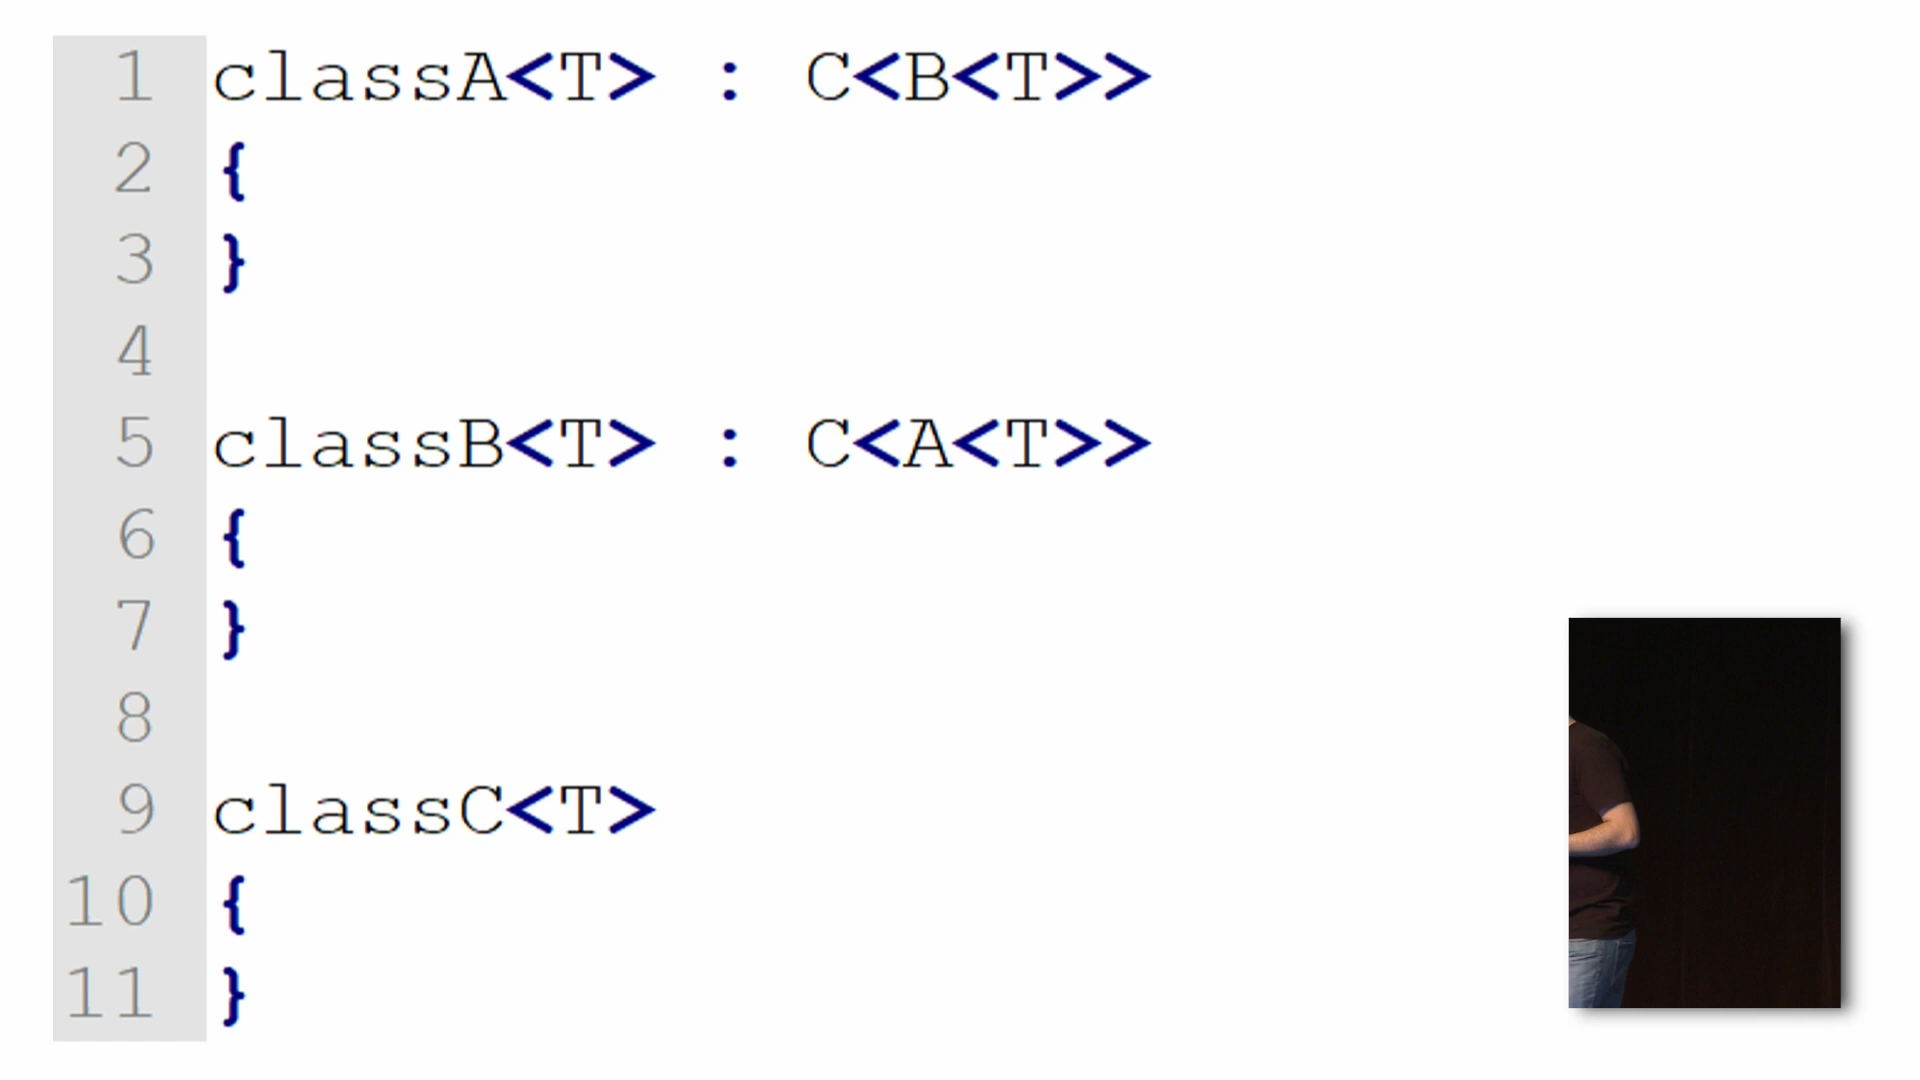 1 classA<T> : C<B<T>>
2 {
3 }
4
5 classB<T> : C<A<T>>
6 {
7 }
8
9 classC<T>
10 {
11 }